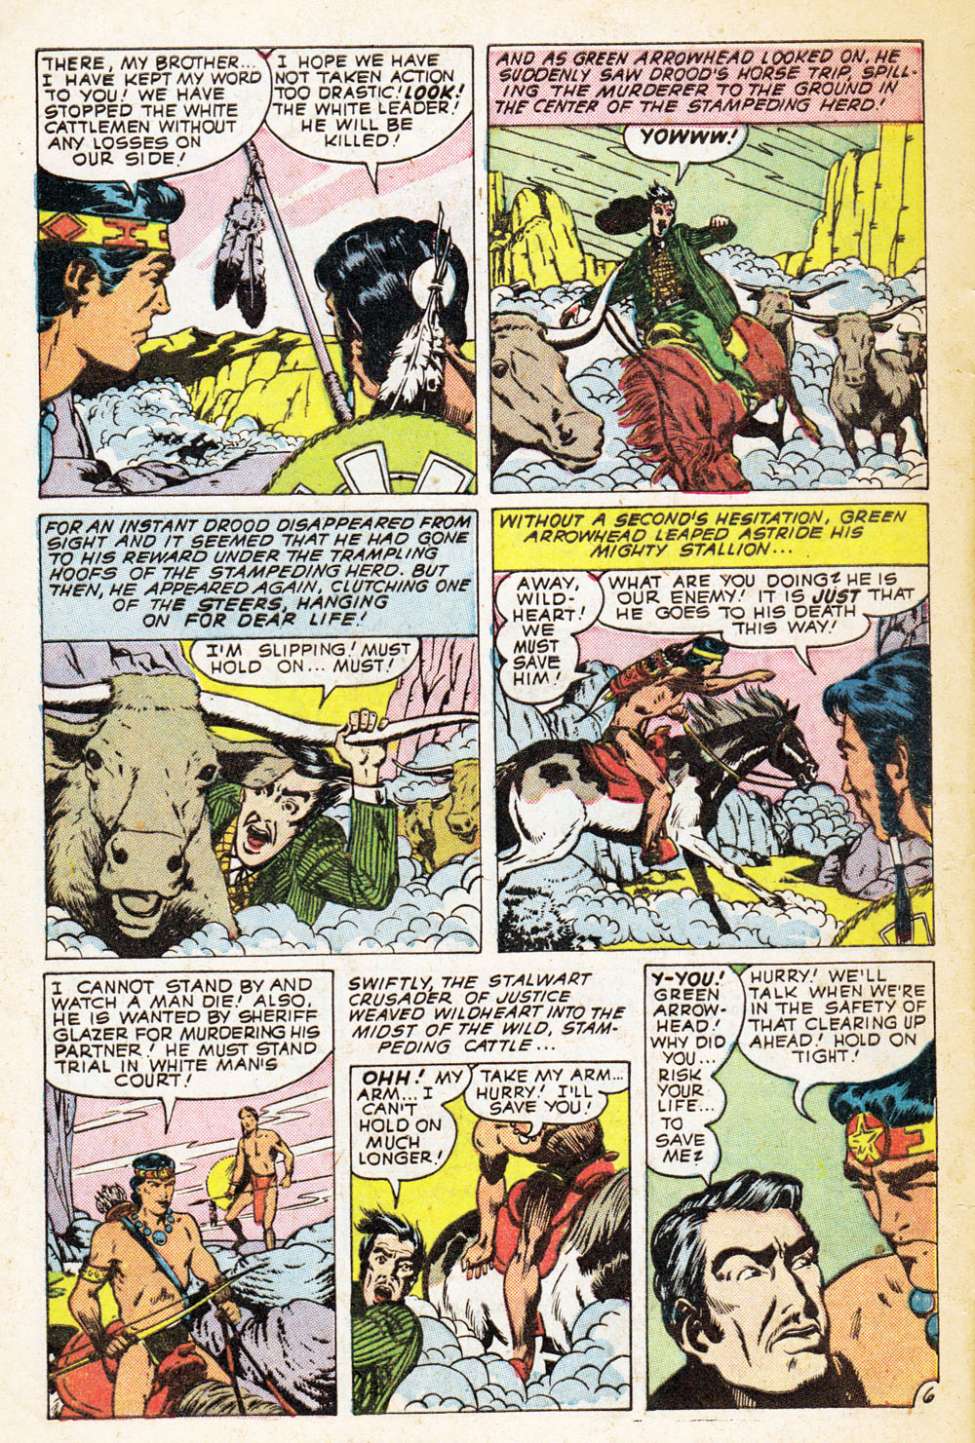 THERE, MY BROTHER...
I HAVE KEPT MY WORD
TO YOU! WE HAVE
STOPPED THE WHITE
CATTLEMEN WITHOUT
ANY LOSSES ON
OUR SIDE!
I HOPE WE HAVE
NOT TAKEN ACTION
TOO DRASTIC! LOOK!
THE WHITE LEADER!
HE WILL BE
KILLED!
AND AS GREEN ARROWHEAD LOOKED ON, HE
SUDDENLY SAW DROOD'S HORSE TRIP, SPILL-
ING THE MURDERER TO THE GROUND IN
THE CENTER OF THE STAMPEDING HERD!
YOWWW!
FOR AN INSTANT DROOD DISAPPEARED FROM
SIGHT AND IT SEEMED THAT HE HAD GONE
TO HIS REWARD UNDER THE TRAMPLING
HOOFS OF THE STAMPEDING HERD. BUT
THEN, HE APPEARED AGAIN, CLUTCHING ONE
OF THE STEERS, HANGING
ON FOR DEAR LIFE!
I'M SLIPPING! MUST
HOLD ON... MUST!
WITHOUT A SECOND'S HESITATION, GREEN
ARROWHEAD LEAPED ASTRIDE HIS
MIGHTY STALLION...
AWAY,
WILD-
HEART!
WE
MUST
SAVE
HIM!
WHAT ARE YOU DOING? HE IS
OUR ENEMY! IT IS JUST THAT
HE GOES TO HIS DEATH
THIS WAY!
I CANNOT STAND BY AND
WATCH A MAN DIE! ALSO,
HE IS WANTED BY SHERIFF
GLAZER FOR MURDERING HIS
PARTNER! HE MUST STAND
TRIAL IN WHITE MAN'S
COURT!
SWIFTLY, THE STALWART
CRUSADER OF JUSTICE
WEAVED WILDHEART INTO THE
MIDST OF THE WILD, STAM-
PEDING CATTLE...
OHH! MY
ARM... I
CAN'T
HOLD ON
MUCH
LONGER!
TAKE MY ARM...
HURRY! I'LL
SAVE YOU!
Y-YOU!
GREEN
ARROW-
HEAD!
WHY DID
YOU...
RISK
YOUR
LIFE...
TO
SAVE
ME?
HURRY! WE'LL
TALK WHEN WE'RE
IN THE SAFETY OF
THAT CLEARING UP
AHEAD! HOLD ON
TIGHT!
6